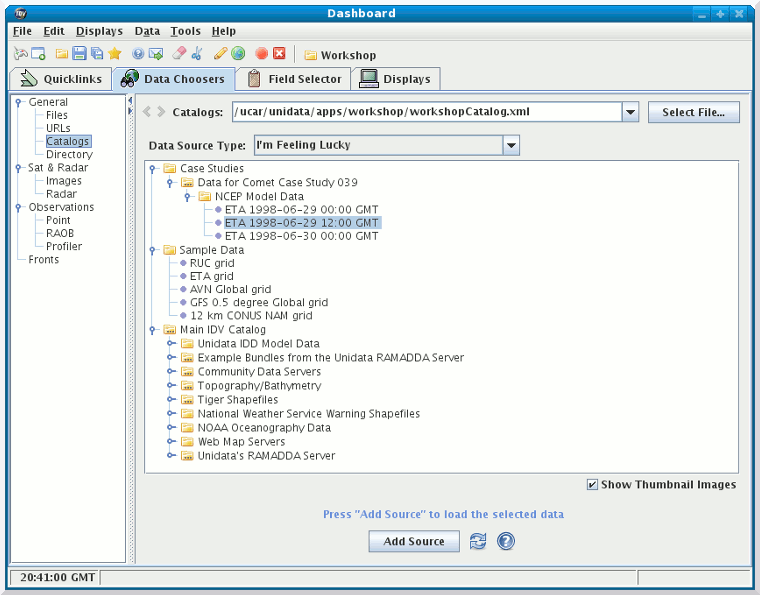 Dashboard
File Edit Displays Data Tools Help
Workshop
Quicklinks Data Choosers Field Selector Displays
General
Files
URLs
Catalogs
Directory
Sat & Radar
Images
Radar
Observations
Point
RAOB
Profiler
Fronts
Catalogs: /ucar/unidata/apps/workshop/workshopCatalog.xml Select File...
Data Source Type: I'm Feeling Lucky
Case Studies
Data for Comet Case Study 039
NCEP Model Data
ETA 1998-06-29 00:00 GMT
ETA 1998-06-29 12:00 GMT
ETA 1998-06-30 00:00 GMT
Sample Data
RUC grid
ETA grid
AVN Global grid
GFS 0.5 degree Global grid
12 km CONUS NAM grid
Main IDV Catalog
Unidata IDD Model Data
Example Bundles from the Unidata RAMADDA Server
Community Data Servers
Topography/Bathymetry
Tiger Shapefiles
National Weather Service Warning Shapefiles
NOAA Oceanography Data
Web Map Servers
Unidata's RAMADDA Server
Show Thumbnail Images
Press "Add Source" to load the selected data
Add Source
20:41:00 GMT